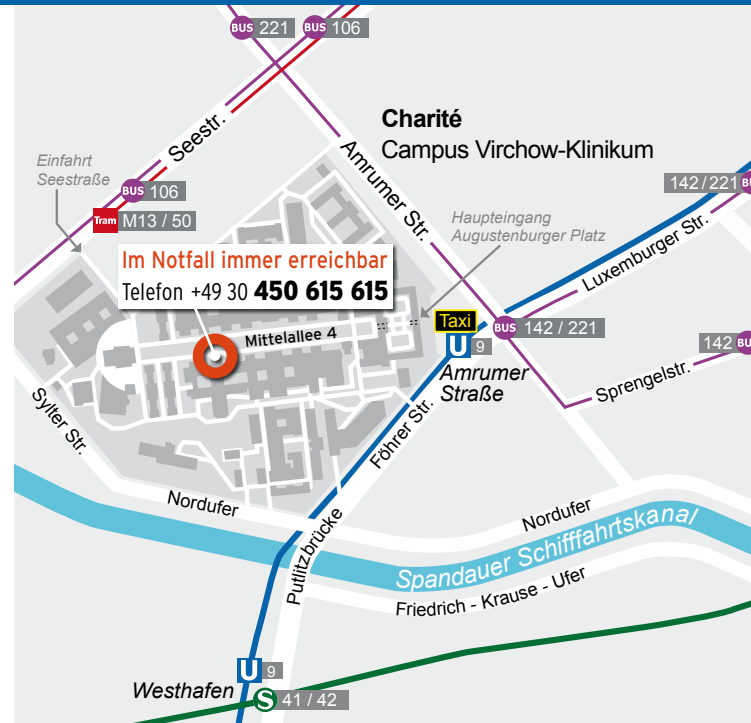 BUS 221
BUS 106
Seestr.
Charité
Campus Virchow-Klinikum
Amrumer Str.
Einfahrt
Seestraße
BUS 106
Tram M13 / 50
142 / 221 BU
Haupteingang
Augustenburger Platz
Luxemburger Str.
Im Notfall immer erreichbar
Telefon +49 30 450 615 615
Taxi
BUS 142 / 221
Mittelallee 4
U 9
142 BU
Amrumer
Straße
Sprengelstr.
Sylter Str.
Föhrer Str.
Nordufer
Nordufer
Putlitzbrücke
Spandauer Schifffahrtskanal
Friedrich - Krause - Ufer
U 9
Westhafen
S 41 / 42